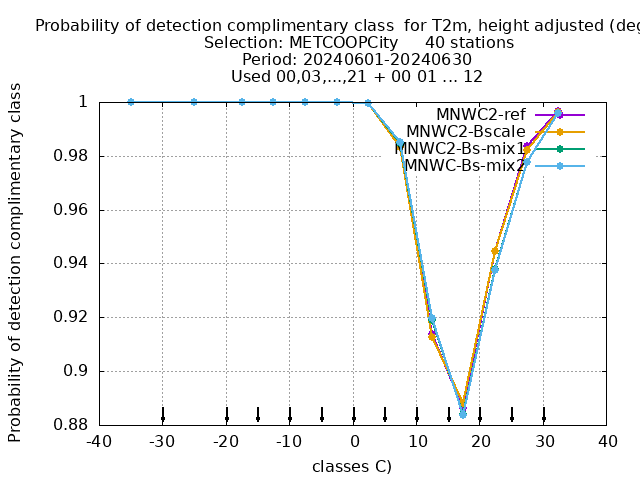 Probability of detection complimentary class  for T2m, height adjusted (deg
Selection: METCOOPCity     40 stations
Period: 20240601-20240630
Used 00,03,...,21 + 00 01 ... 12
Probability of detection complimentary class
1
0.98
0.96
0.94
0.92
0.9
0.88
MNWC2-ref
MNWC2-Bscale
MNWC2-Bs-mix1
MNWC-Bs-mix2
-40 -30 -20 -10 0 10 20 30 40
classes C)